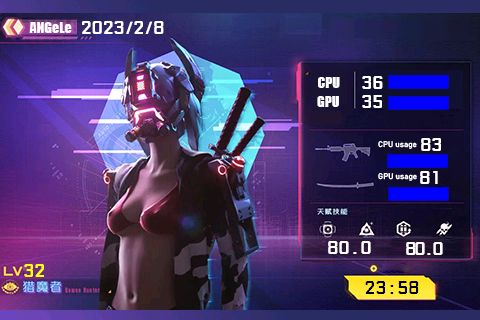 ANGeLe 2023/2/8
CPU 36
GPU 35
CPU usage 83
GPU usage 81
天賦技能
80.0 80.0
LV32
猎魔者 Demon Hunter
23:58